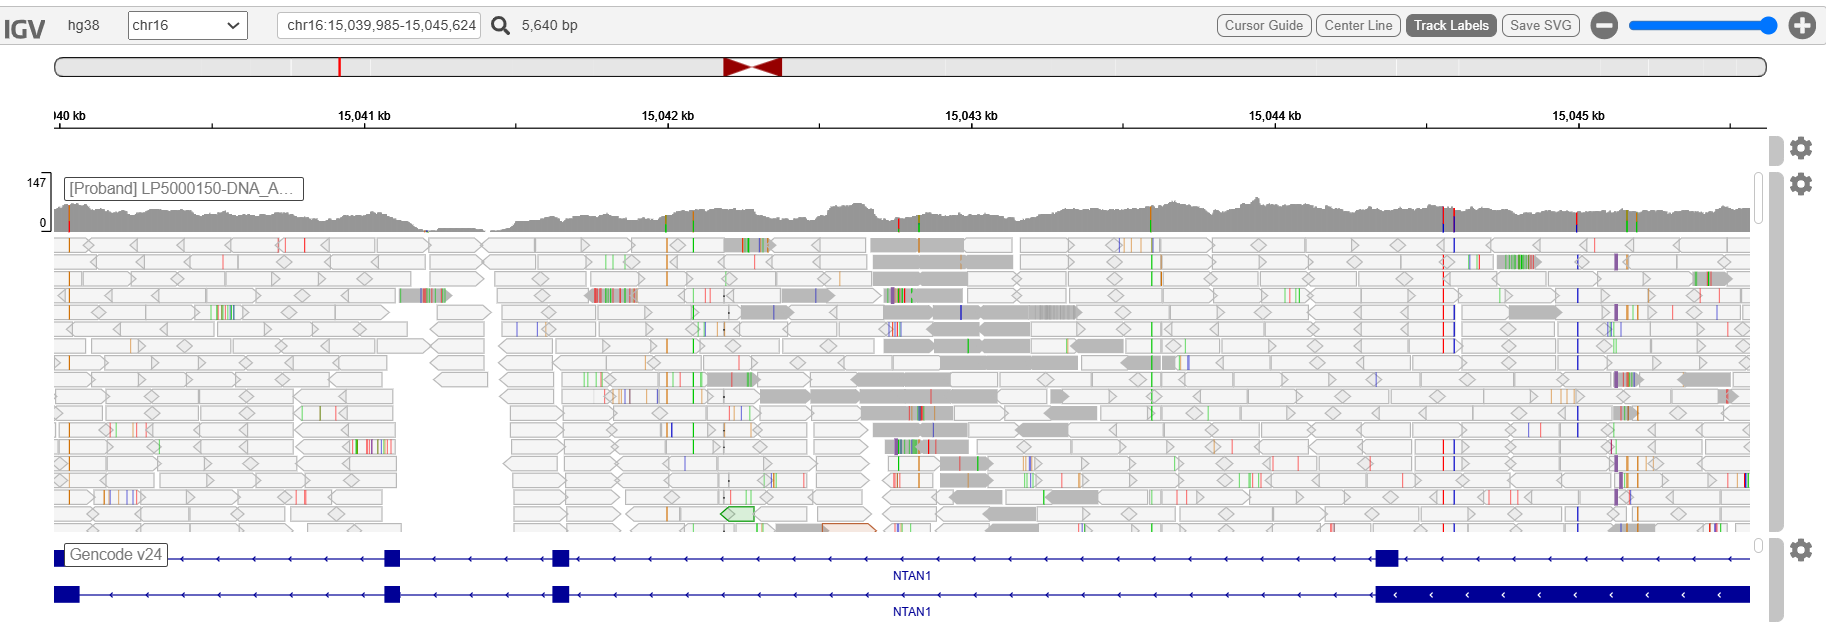 IGV hg38 chr16 chr16:15,039,985-15,045,624 5,640 bp Cursor Guide Center Line Track Labels Save SVG
40 kb 15,041 kb 15,042 kb 15,043 kb 15,044 kb 15,045 kb
147
[Proband] LP5000150-DNA_A...
0
Gencode v24
NTAN1
NTAN1